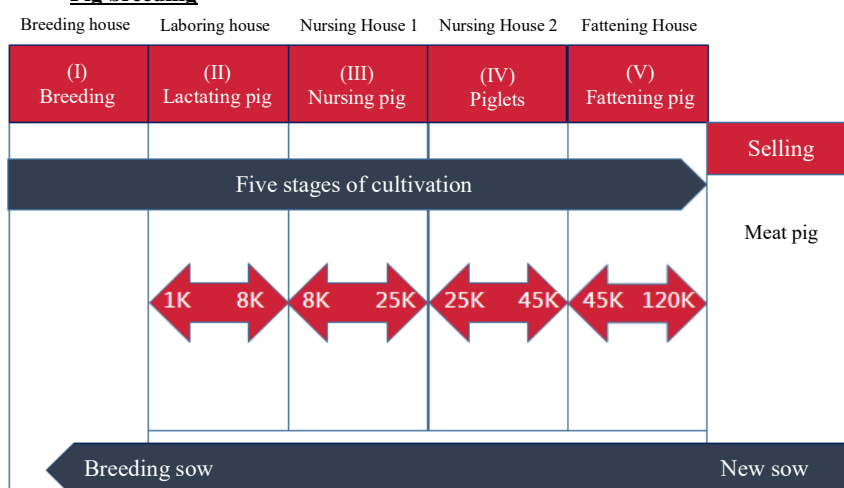 Pig breeding
Breeding house Laboring house Nursing House 1 Nursing House 2 Fattening House
(I) (II) (III) (IV) (V)
Breeding Lactating pig Nursing pig Piglets Fattening pig
Selling
Five stages of cultivation
Meat pig
1K 8K 8K 25K 25K 45K 45K 120K
Breeding sow New sow